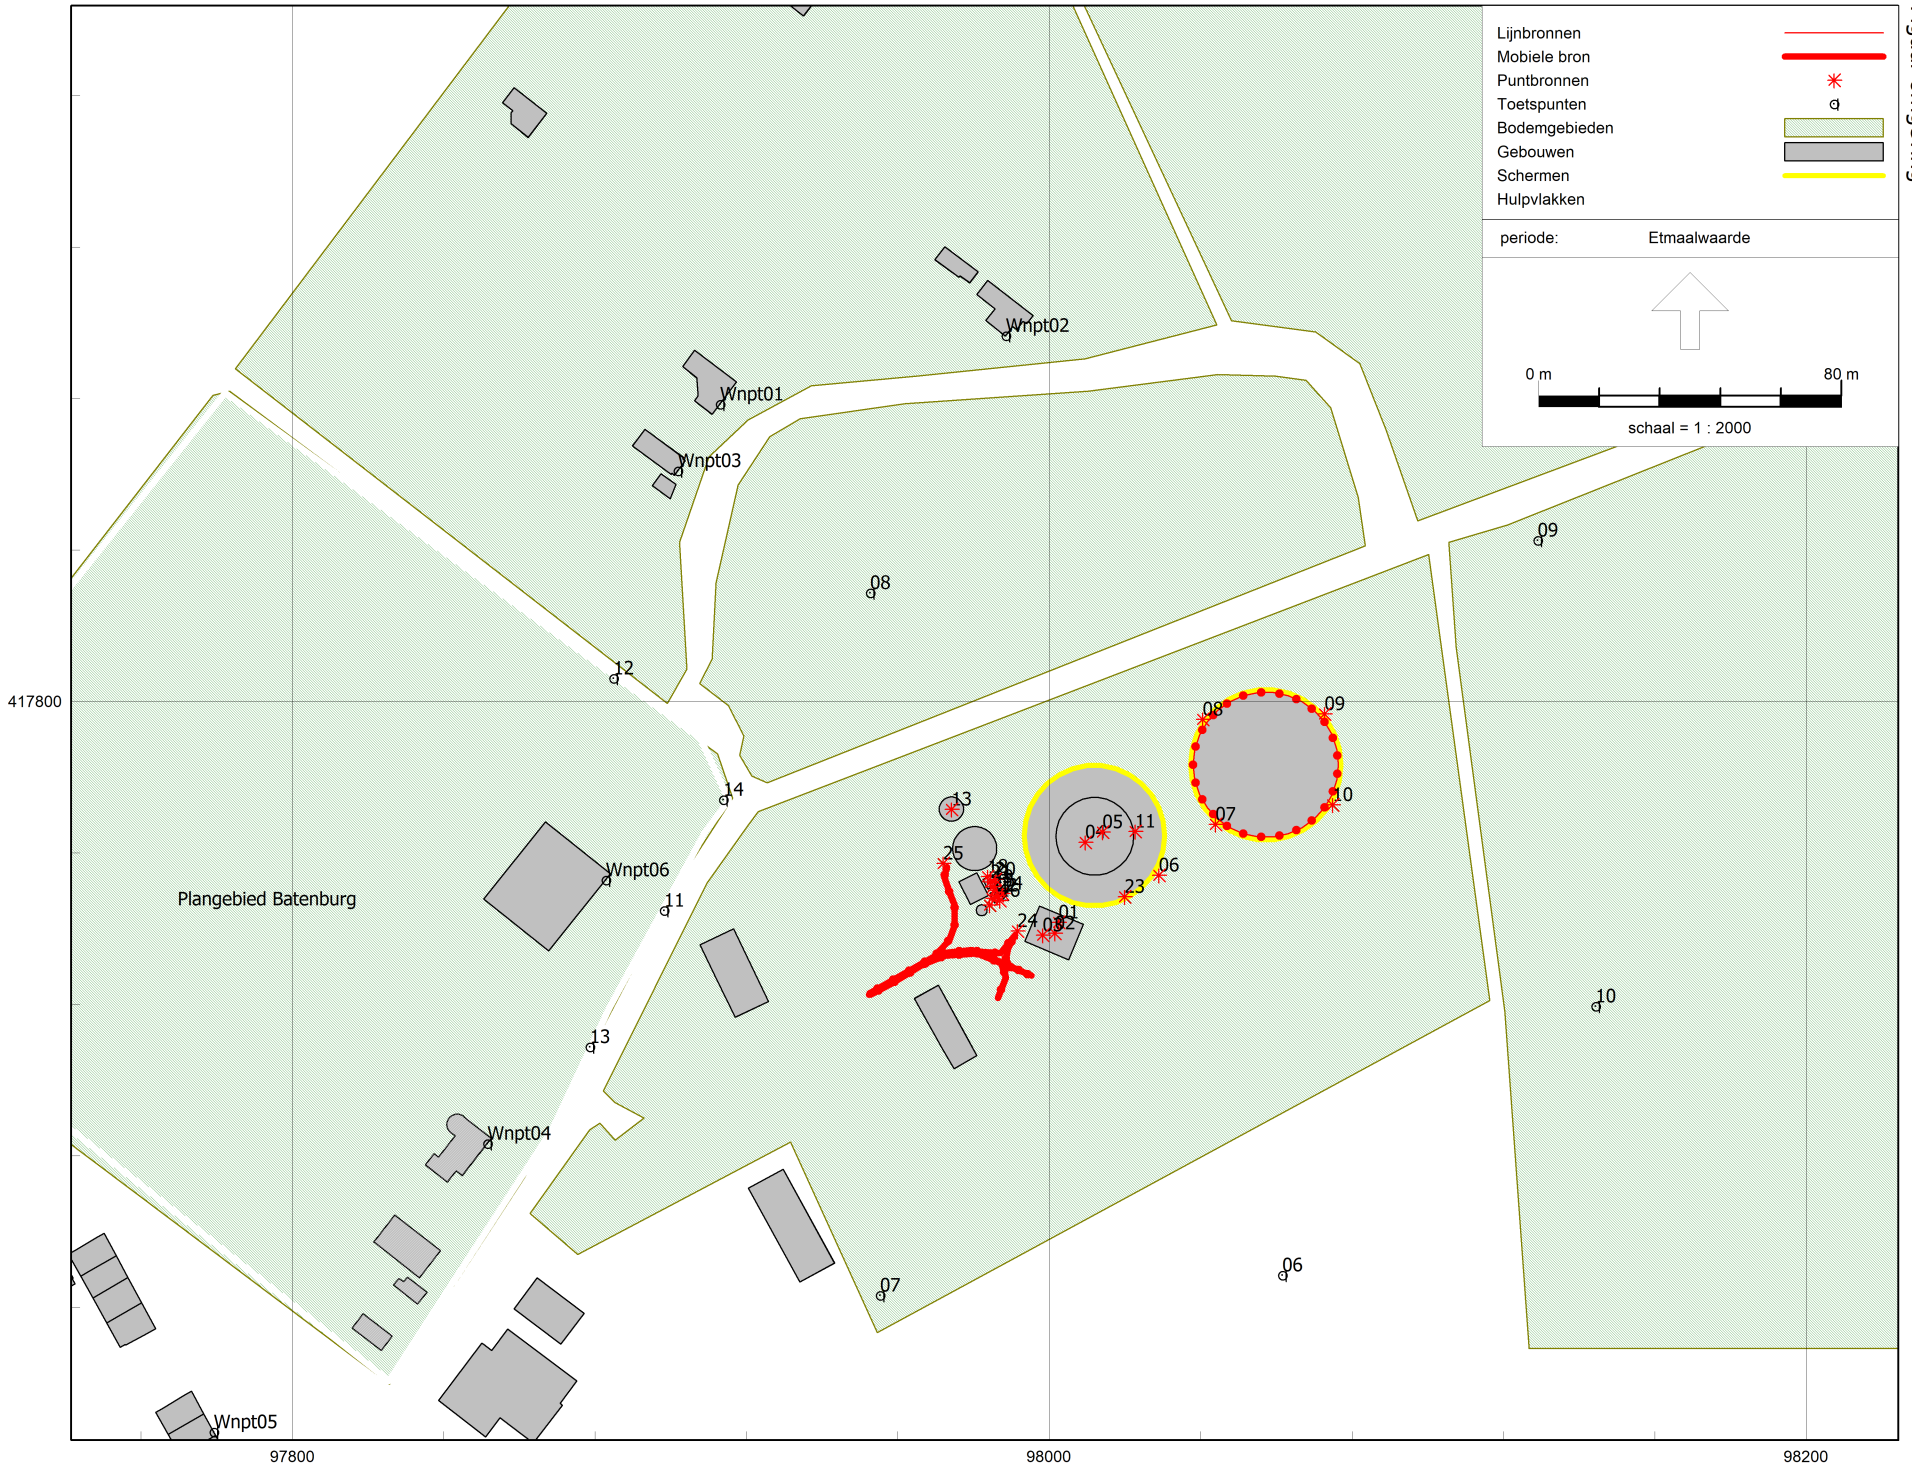 Lijnbronnen
Mobiele bron
Puntbronnen
Toetspunten
Bodemgebieden
Gebouwen
Schermen
Hulpvlakken
periode: Etmaalwaarde
0 m 80 m
schaal = 1 : 2000
Wnpt02
Wnpt01
Wnpt03
09
08
12
417800
08
09
14
13
10
07
04
05
11
25
Wnpt06
06
20
23
Plangebied Batenburg
11
01
24
03
02
10
13
Wnpt04
06
07
Wnpt05
97800
98000
98200